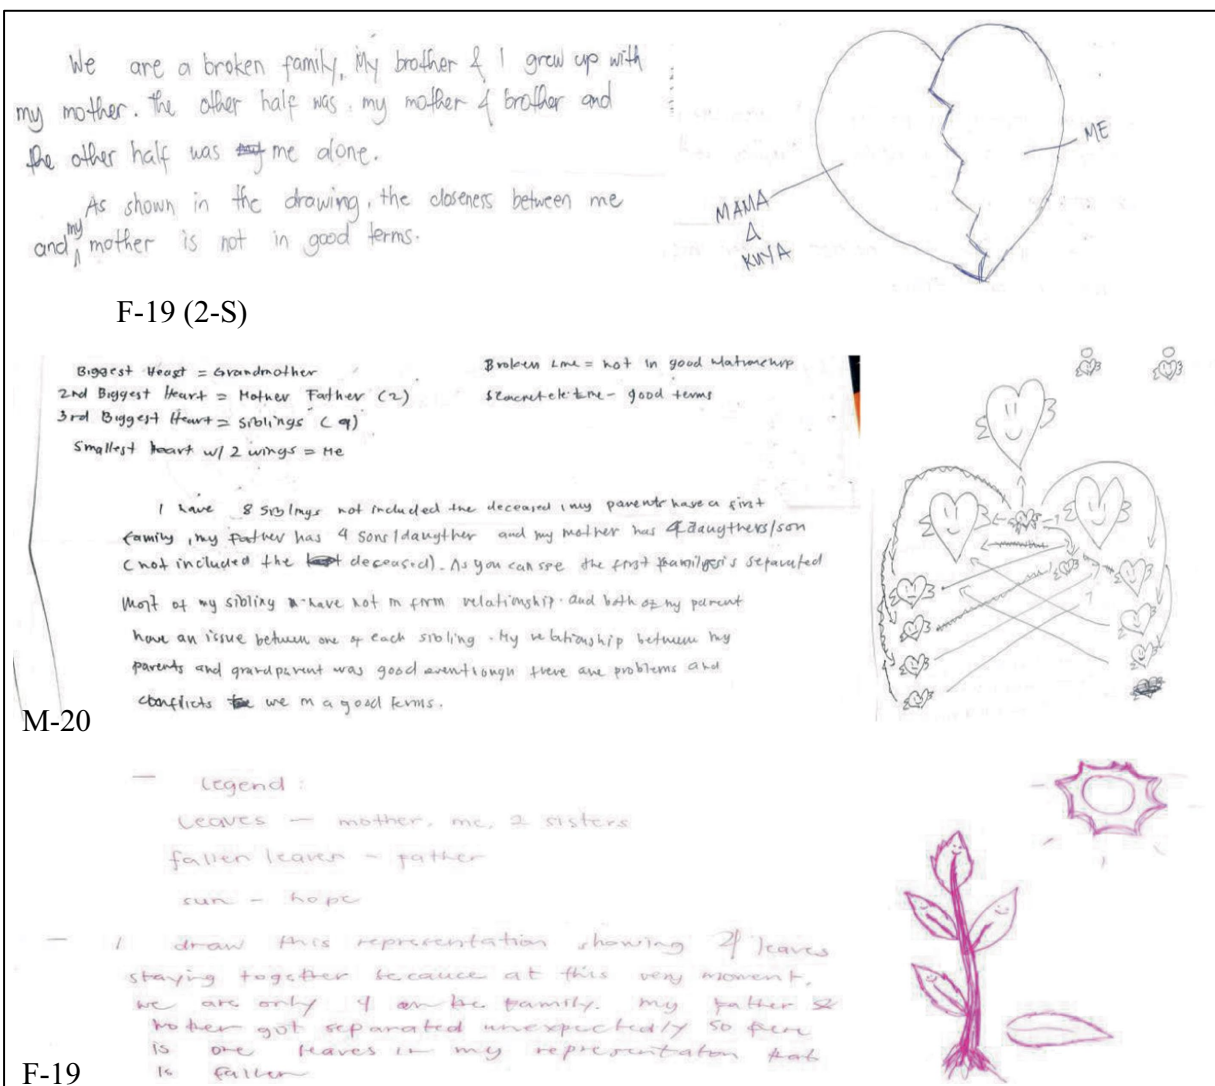 We are a broken family. My brother & I grew up with
my mother. the other half was my mother & brother and
the other half was me alone.
As shown in the drawing, the closeness between me
and my mother is not in good terms.
MAMA
&
KUYA
ME
F-19 (2-S)
Biggest Heart = Grandmother
2nd Biggest Heart = Mother Father (2)
3rd Biggest Heart = Siblings (9)
Smallest heart w/ 2 wings = Me
Broken Line = not in good
line - good terms
I have 8 siblings not included the deceased my parents have a first
family, my father has 4 sons/daugther and my mother has 4 daugthers/son
(not included the deceased). As you can see the first is separated
Most of my sibling have not in form relationship. and both of my parent
have an issue between one of each sibling. My relationship between my
parents and grandparent was good eventhough there are problems and
conflicts we in a good terms.
M-20
- Legend:
Leaves - mother, me, 2 sisters
fallen leaves - father
sun - hope
- I draw this representation showing 4 leaves
staying together because at this very moment,
we are only 4 family. my father &
mother got separated unexpectedly so
is one leaves in my representaton that
is fallen
F-19